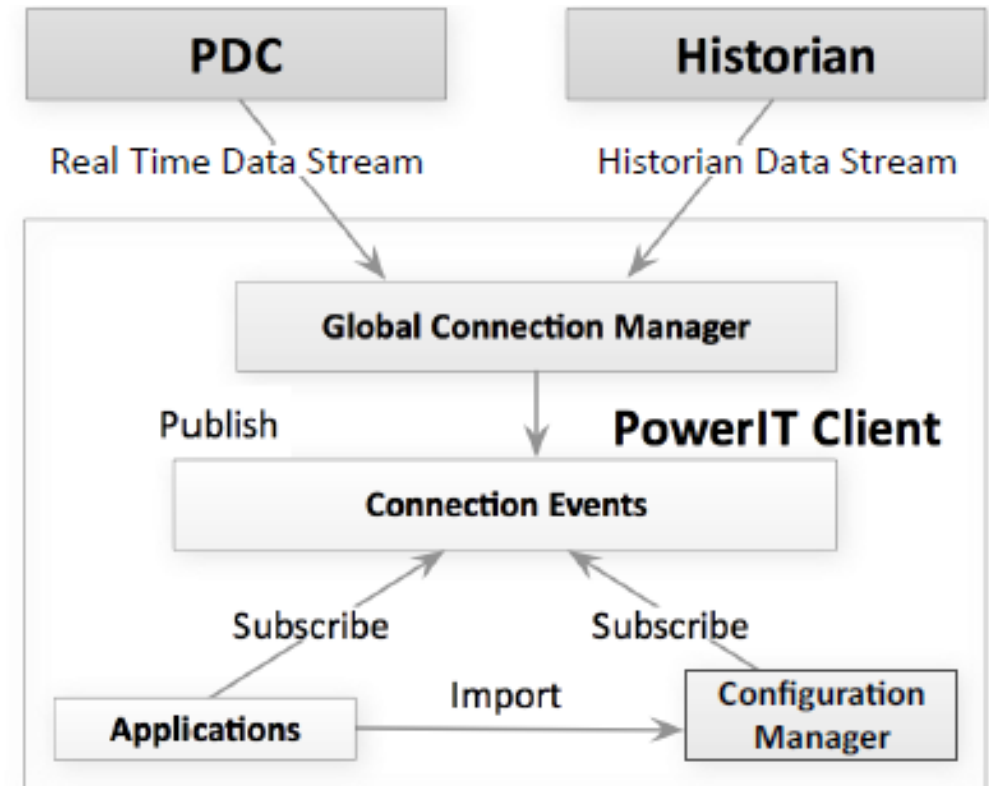 PDC
Historian
Real Time Data Stream
Historian Data Stream
Global Connection Manager
Publish
PowerIT Client
Connection Events
Subscribe
Subscribe
Import
Applications
Configuration
Manager